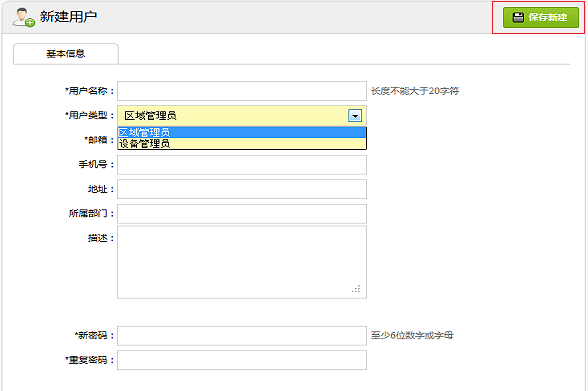 新建用户
保存新建
基本信息
*用户名称： 长度不能大于20字符
*用户类型： 区域管理员
区域管理员
*邮箱： 设备管理员
手机号：
地址：
所属部门：
描述：
*新密码： 至少6位数字或字母
*重复密码：